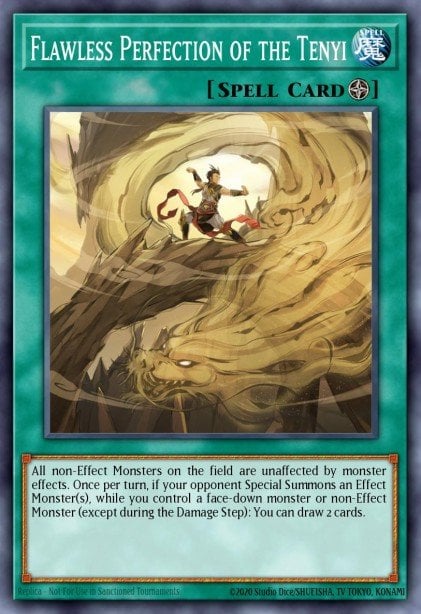 Flawless Perfection of the Tenyi
SPELL
魔
[Spell Card]
All non-Effect Monsters on the field are unaffected by monster
effects. Once per turn, if your opponent Special Summons an Effect
Monster(s), while you control a face-down monster or non-Effect
Monster (except during the Damage Step): You can draw 2 cards.
Replica - Not For Use in Sanctioned Tournaments
©2020 Studio Dice/SHUEISHA, TV TOKYO, KONAMI